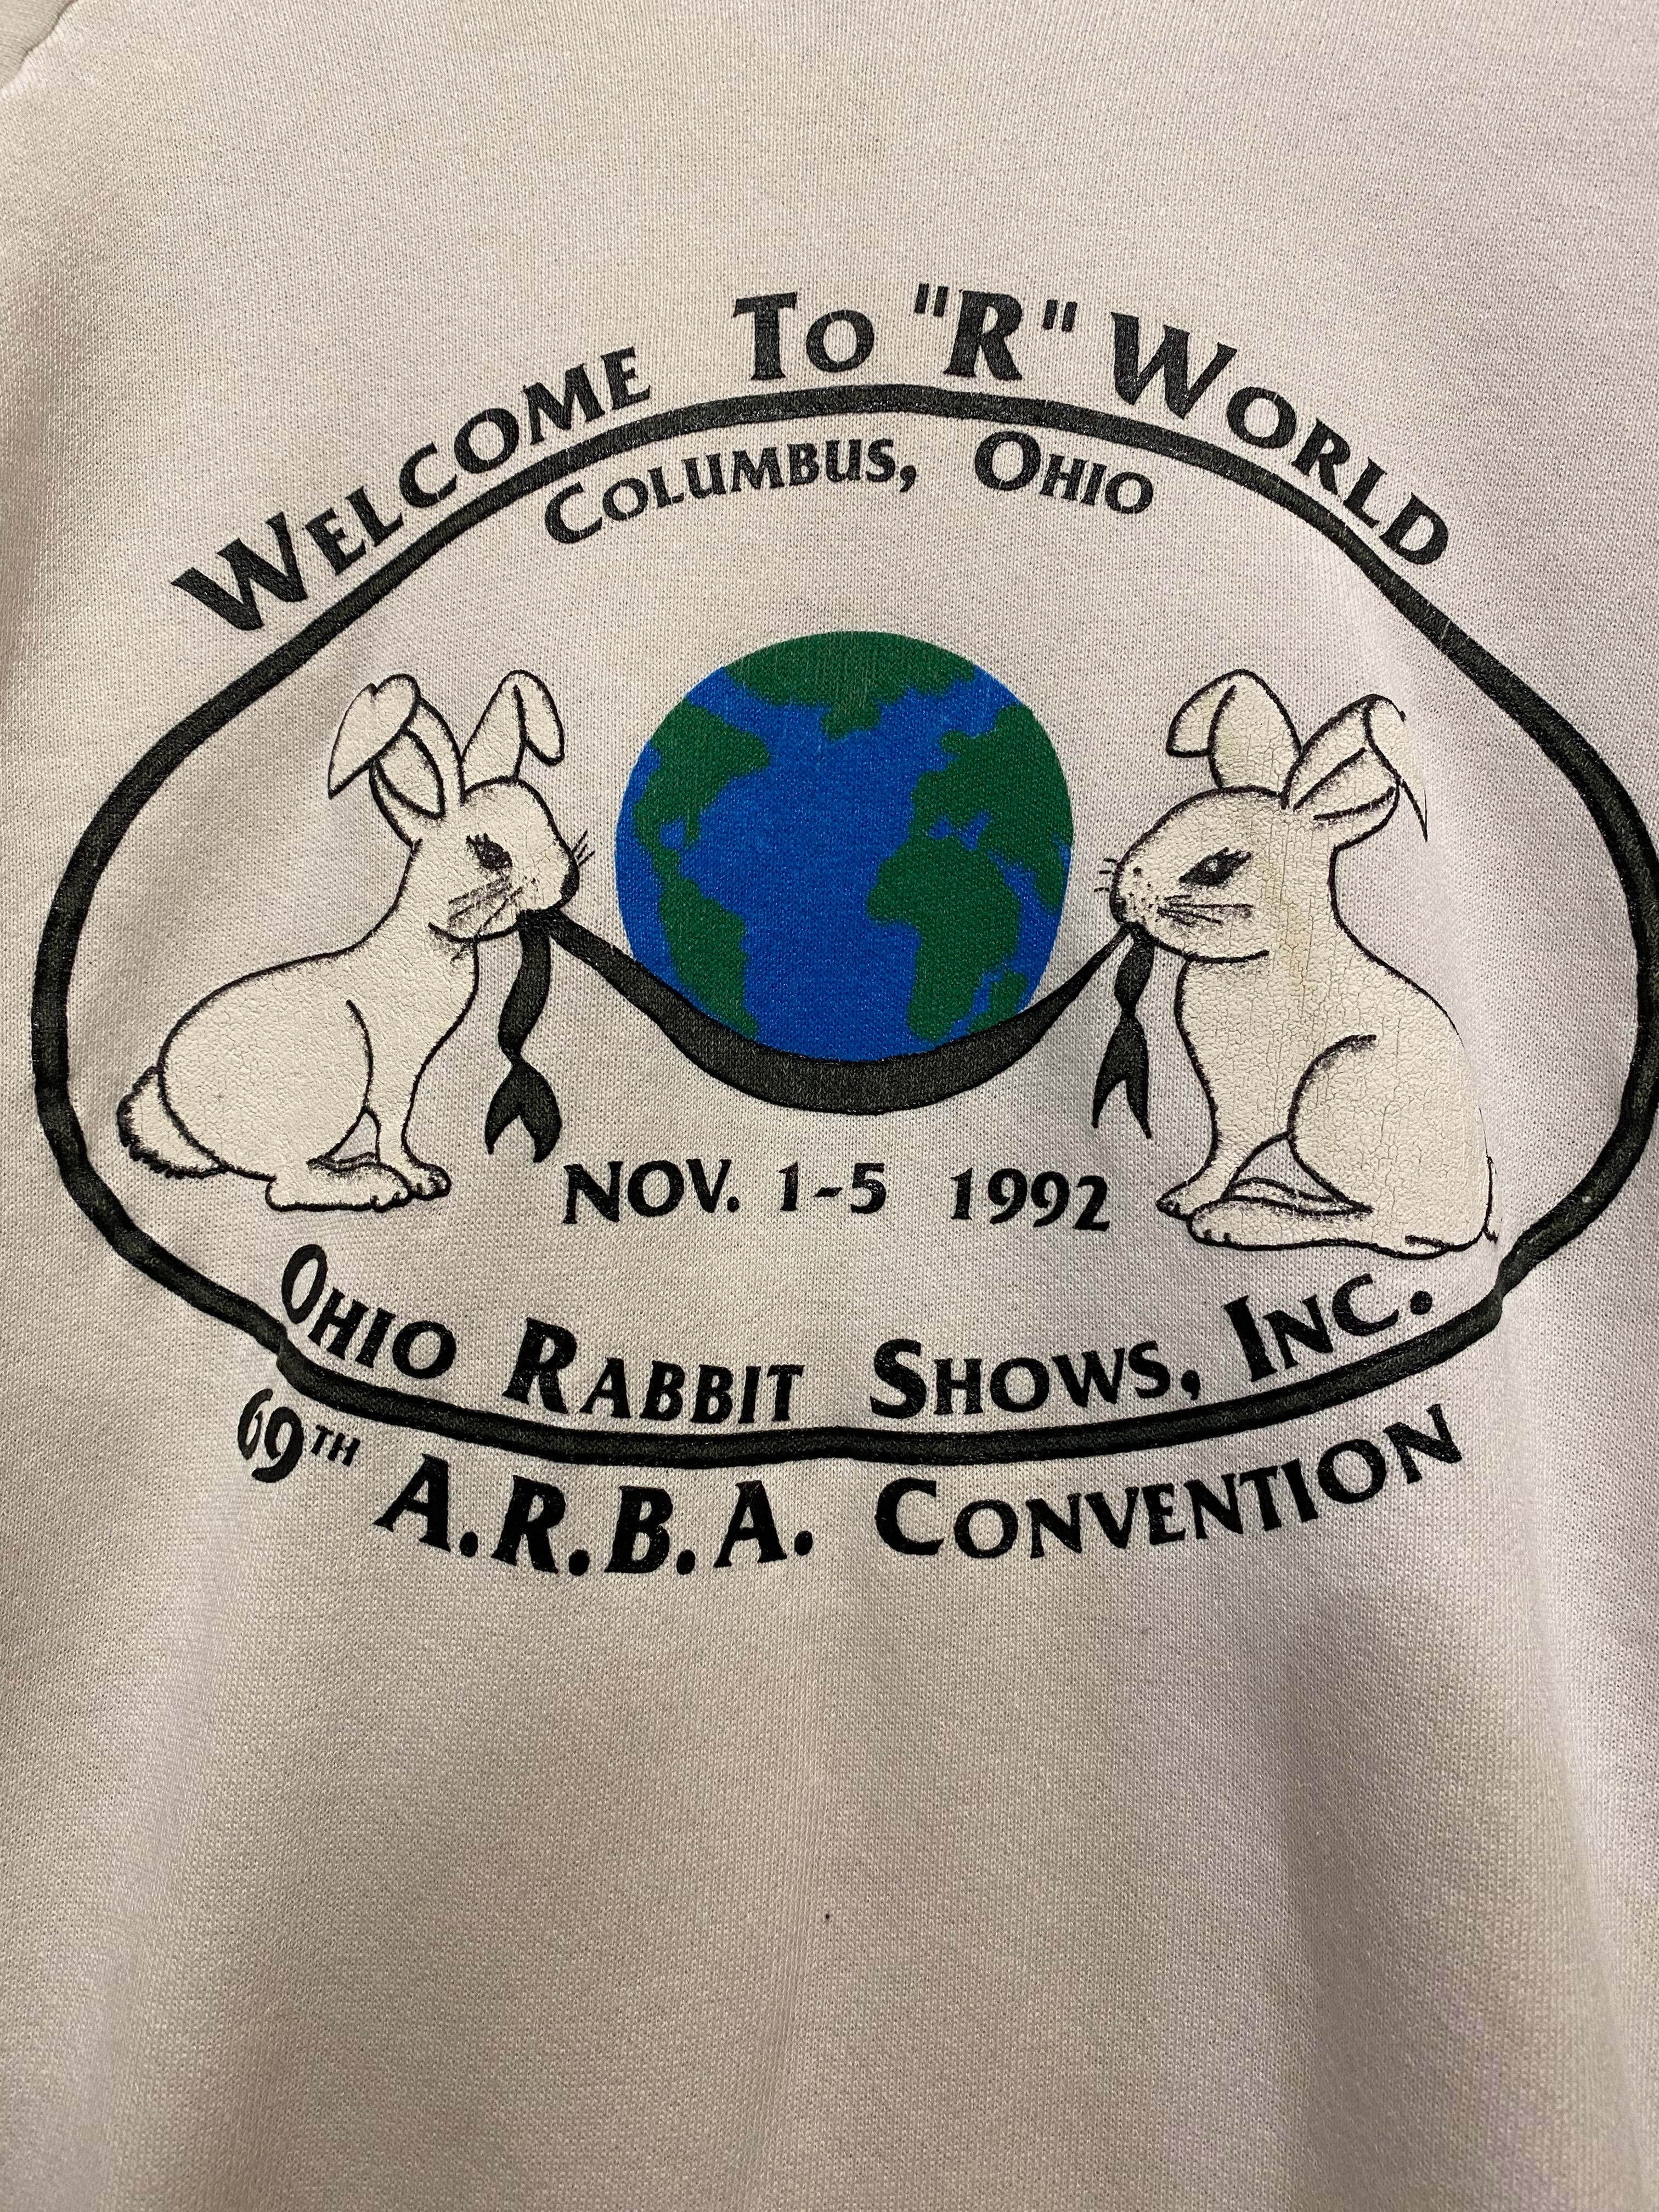 WELCOME TO "R" WORLD
COLUMBUS, OHIO
NOV. 1-5 1992
OHIO RABBIT SHOWS, INC.
69TH A.R.B.A. CONVENTION